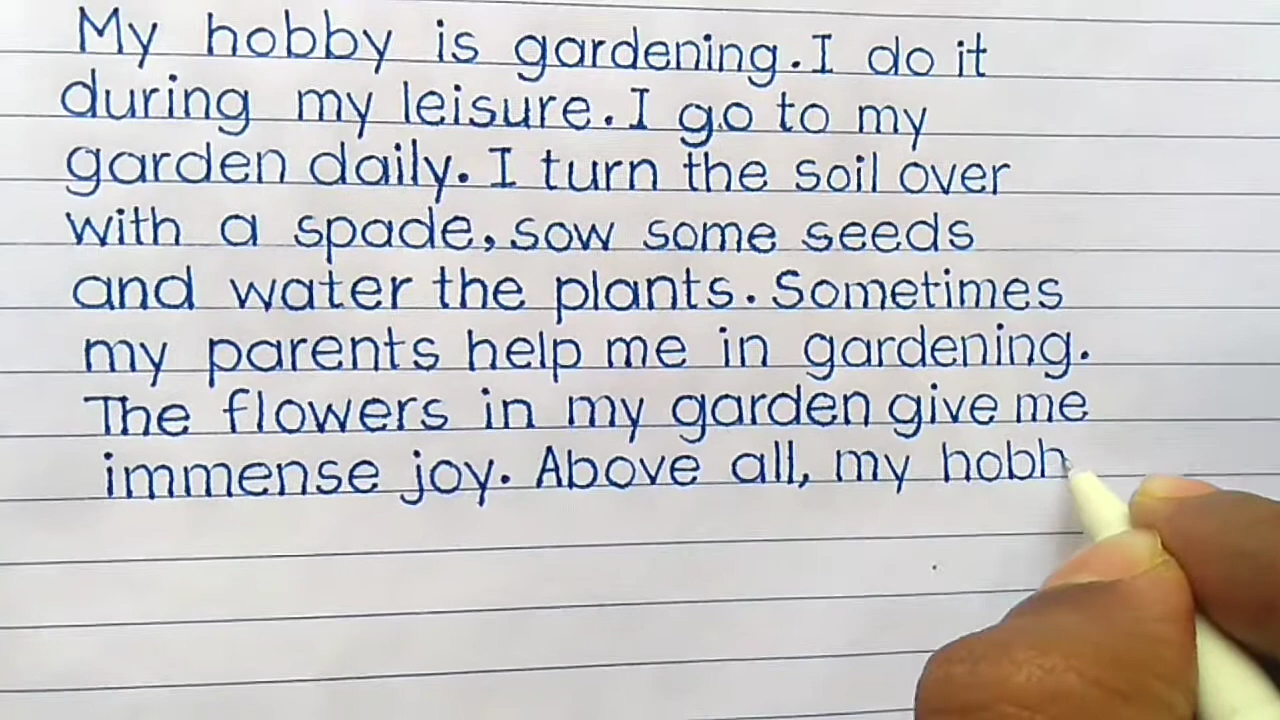 My hobby is gardening. I do it
during my leisure. I go to my
garden daily. I turn the soil over
with a spade, sow some seeds
and water the plants. Sometimes
my parents help me in gardening.
The flowers in my garden give me
immense joy. Above all, my